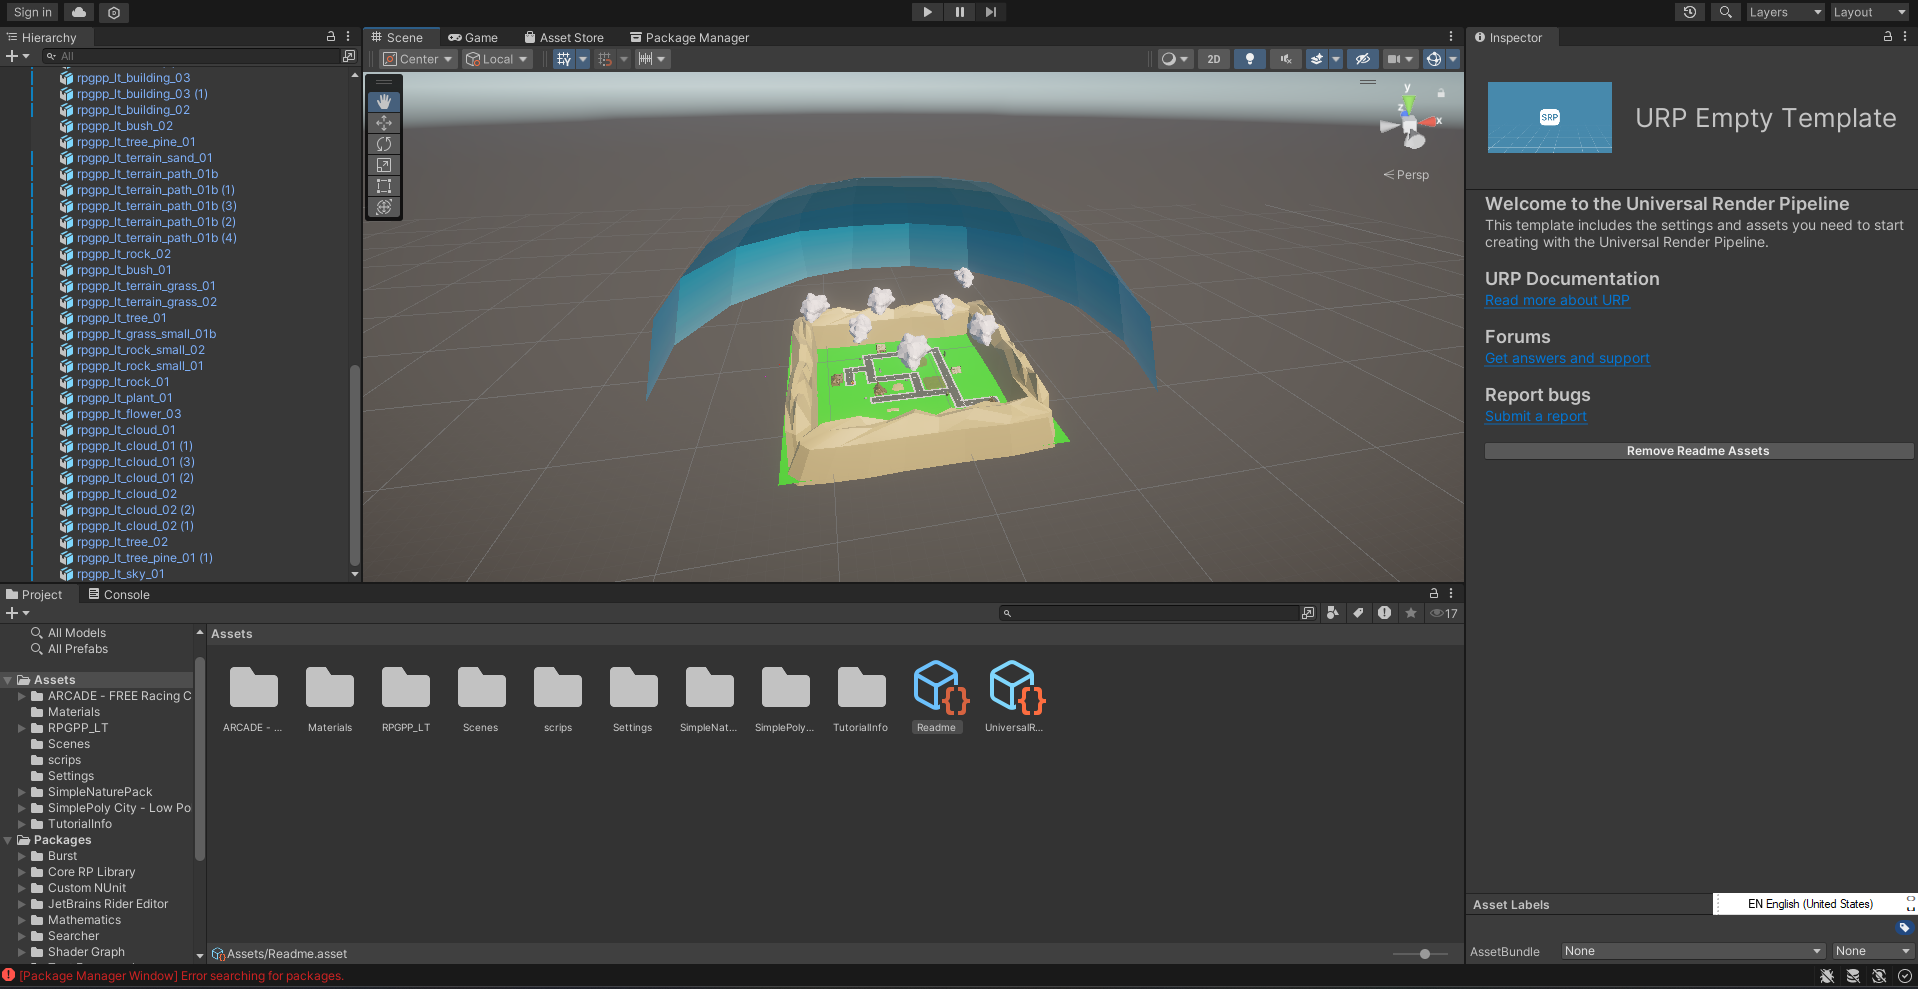 Sign in
Layers
Layout
Hierarchy
All
rpgpp_lt_building_03
rpgpp_lt_building_03 (1)
rpgpp_lt_building_02
rpgpp_lt_bush_02
rpgpp_lt_tree_pine_01
rpgpp_lt_terrain_sand_01
rpgpp_lt_terrain_path_01b
rpgpp_lt_terrain_path_01b (1)
rpgpp_lt_terrain_path_01b (3)
rpgpp_lt_terrain_path_01b (2)
rpgpp_lt_terrain_path_01b (4)
rpgpp_lt_rock_02
rpgpp_lt_bush_01
rpgpp_lt_terrain_grass_01
rpgpp_lt_terrain_grass_02
rpgpp_lt_tree_01
rpgpp_lt_grass_small_01b
rpgpp_lt_rock_small_02
rpgpp_lt_rock_small_01
rpgpp_lt_rock_01
rpgpp_lt_plant_01
rpgpp_lt_flower_03
rpgpp_lt_cloud_01
rpgpp_lt_cloud_01 (1)
rpgpp_lt_cloud_01 (3)
rpgpp_lt_cloud_01 (2)
rpgpp_lt_cloud_02
rpgpp_lt_cloud_02 (2)
rpgpp_lt_cloud_02 (1)
rpgpp_lt_tree_02
rpgpp_lt_tree_pine_01 (1)
rpgpp_lt_sky_01
Scene Game Asset Store Package Manager
Center Local 2D
y
z
x
Persp
Inspector
SRP
URP Empty Template
Welcome to the Universal Render Pipeline
This template includes the settings and assets you need to start
creating with the Universal Render Pipeline.
URP Documentation
Read more about URP
Forums
Get answers and support
Report bugs
Submit a report
Remove Readme Assets
Project Console
17
All Models
All Prefabs
Assets
ARCADE - FREE Racing C
Materials
RPGPP_LT
Scenes
scrips
Settings
SimpleNaturePack
SimplePoly City - Low Po
TutorialInfo
Packages
Burst
Core RP Library
Custom NUnit
JetBrains Rider Editor
Mathematics
Searcher
Shader Graph
Assets
ARCADE - ... Materials RPGPP_LT Scenes scrips Settings SimpleNat... SimplePoly... TutorialInfo Readme UniversalR...
Assets/Readme.asset
Asset Labels
EN English (United States)
AssetBundle None None
[Package Manager Window] Error searching for packages.